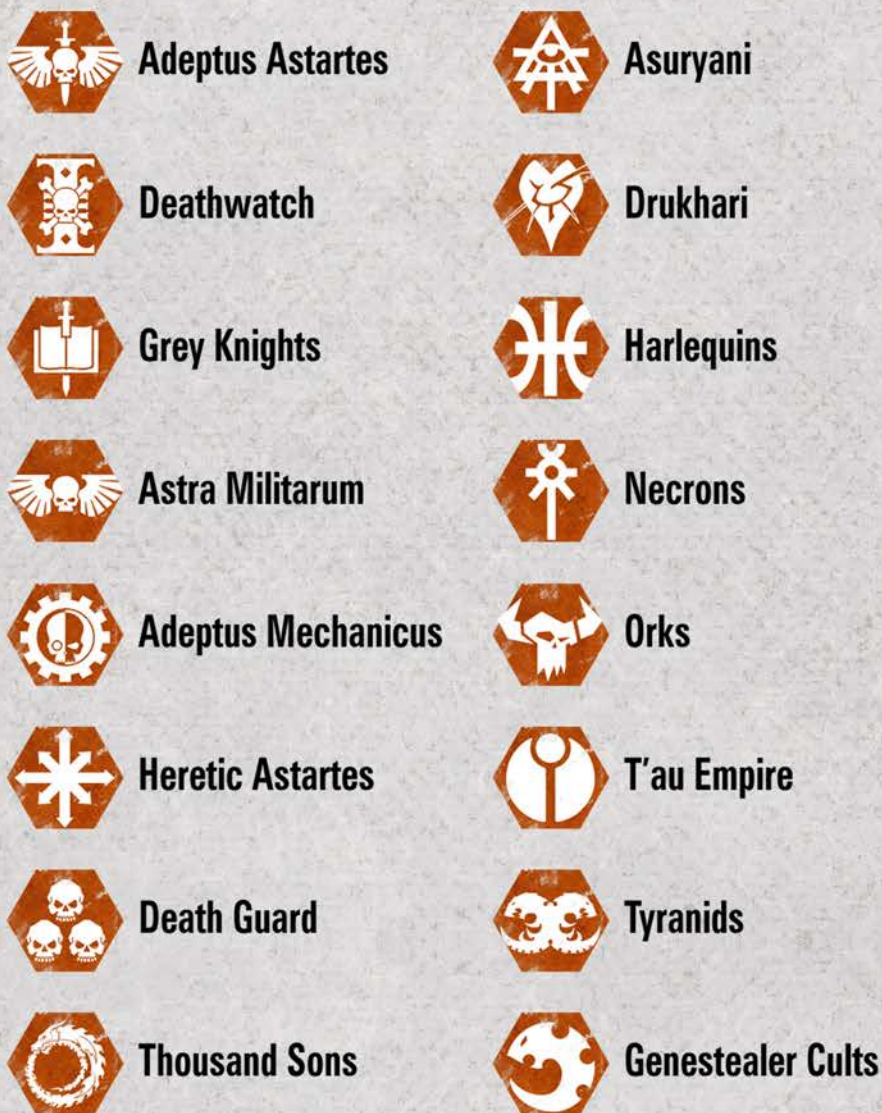 Adeptus Astartes
Deathwatch
Grey Knights
Astra Militarum
Adeptus Mechanicus
Heretic Astartes
Death Guard
Thousand Sons
Asuryani
Drukhari
Harlequins
Necrons
Orks
T'au Empire
Tyranids
Genestealer Cults